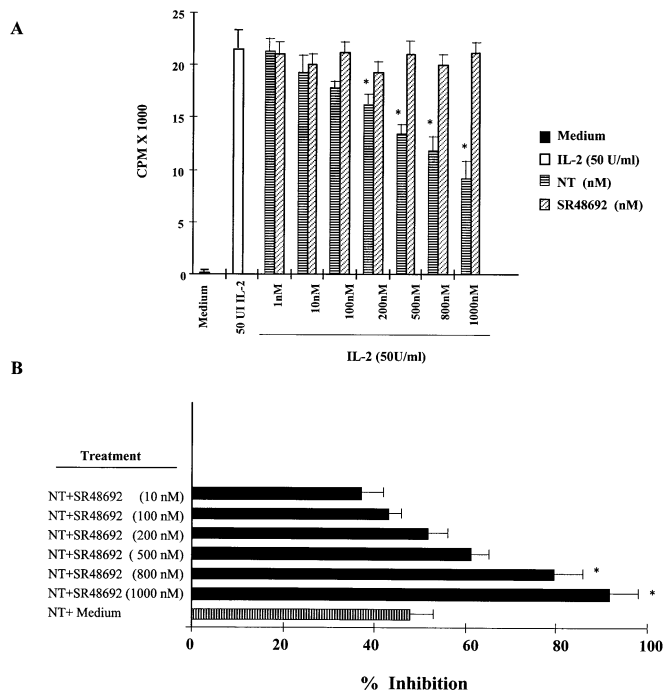 A
25
20
15
10
5
0
CPM X 1000
*
*
*
*
Medium
IL-2 (50 U/ml)
NT (nM)
SR48692 (nM)
Medium
50 UI IL-2
1nM
10nM
100nM
200nM
500nM
800nM
1000nM
IL-2 (50U/ml)
B
Treatment
NT+SR48692 (10 nM)
NT+SR48692 (100 nM)
NT+SR48692 (200 nM)
NT+SR48692 ( 500 nM)
NT+SR48692 (800 nM) *
NT+SR48692 (1000 nM) *
NT+ Medium
0 20 40 60 80 100
% Inhibition